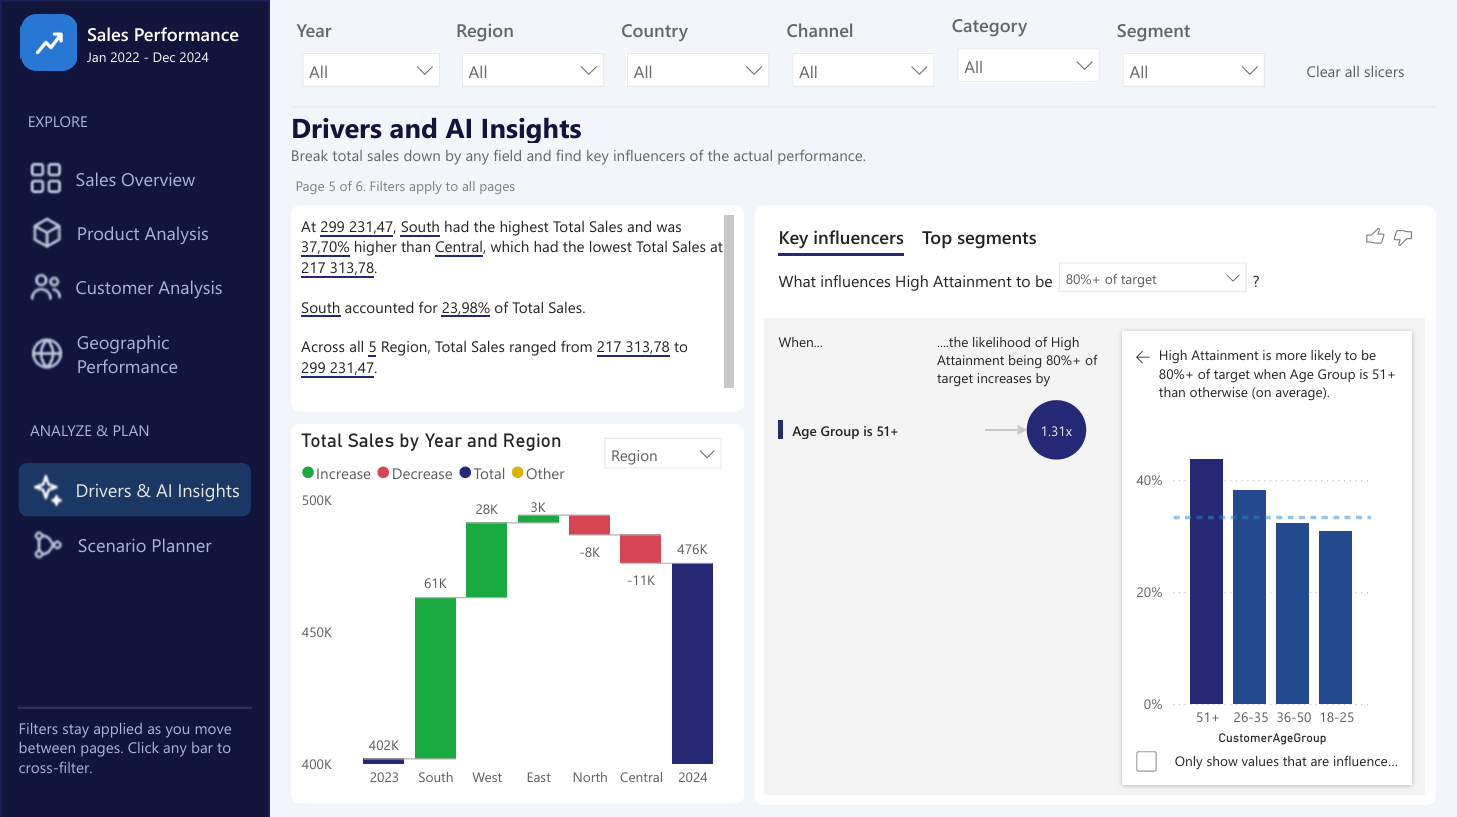 Sales Performance
Jan 2022 - Dec 2024
EXPLORE
Sales Overview
Product Analysis
Customer Analysis
Geographic
Performance
ANALYZE & PLAN
Drivers & AI Insights
Scenario Planner
Filters stay applied as you move
between pages. Click any bar to
cross-filter.
Year
Region
Country
Channel
Category
Segment
All
All
All
All
All
All
Clear all slicers
Drivers and AI Insights
Break total sales down by any field and find key influencers of the actual performance.
Page 5 of 6. Filters apply to all pages
At 299 231,47, South had the highest Total Sales and was
37,70% higher than Central, which had the lowest Total Sales at
217 313,78.
South accounted for 23,98% of Total Sales.
Across all 5 Region, Total Sales ranged from 217 313,78 to
299 231,47.
Total Sales by Year and Region
Region
Increase Decrease Total Other
500K
450K
400K
402K
61K
28K
3K
-8K
-11K
476K
2023 South West East North Central 2024
Key influencers Top segments
What influences High Attainment to be 80%+ of target ?
When...
....the likelihood of High
Attainment being 80%+ of
target increases by
Age Group is 51+
1.31x
High Attainment is more likely to be
80%+ of target when Age Group is 51+
than otherwise (on average).
40%
20%
0%
51+ 26-35 36-50 18-25
CustomerAgeGroup
Only show values that are influence...